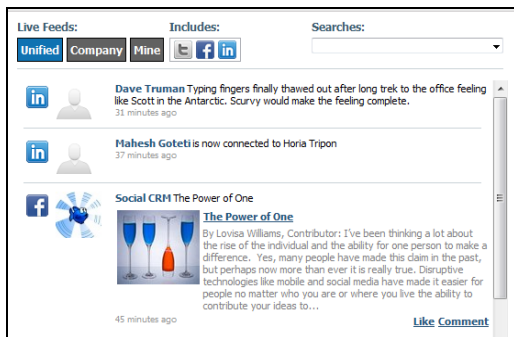 Live Feeds: Includes: Searches:
Unified Company Mine t f in
in Dave Truman Typing fingers finally thawed out after long trek to the office feeling
like Scott in the Antarctic. Scurvy would make the feeling complete.
31 minutes ago
in Mahesh Goteti is now connected to Horia Tripon
37 minutes ago
f Social CRM The Power of One
The Power of One
By Lovisa Williams, Contributor: I've been thinking a lot about
the rise of the individual and the ability for one person to make a
difference. Yes, many people have made this claim in the past,
but perhaps now more than ever it is really true. Disruptive
technologies like mobile and social media have made it easier for
people no matter who you are or where you live the ability to
contribute your ideas to...
45 minutes ago Like Comment